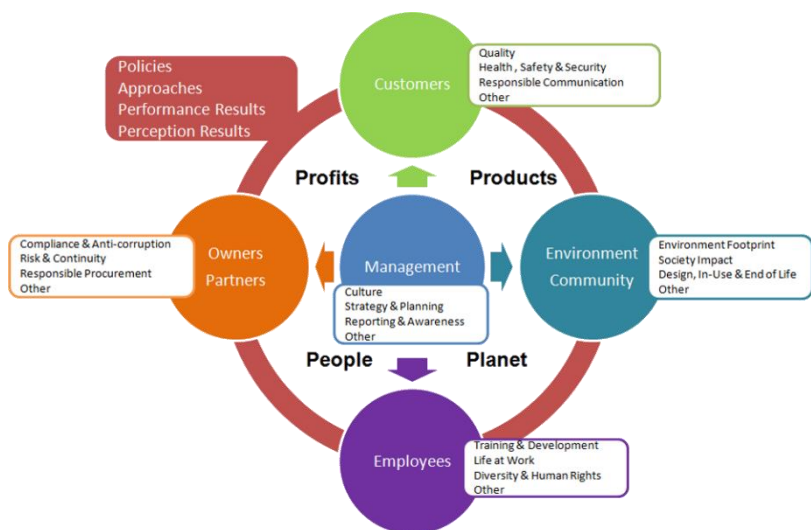 Policies
Approaches
Performance Results
Perception Results
Customers
Quality
Health , Safety & Security
Responsible Communication
Other
Profits
Products
Compliance & Anti-corruption
Risk & Continuity
Responsible Procurement
Other
Owners
Partners
Management
Culture
Strategy & Planning
Reporting & Awareness
Other
Environment
Community
Environment Footprint
Society Impact
Design, In-Use & End of Life
Other
People
Planet
Employees
Training & Development
Life at Work
Diversity & Human Rights
Other